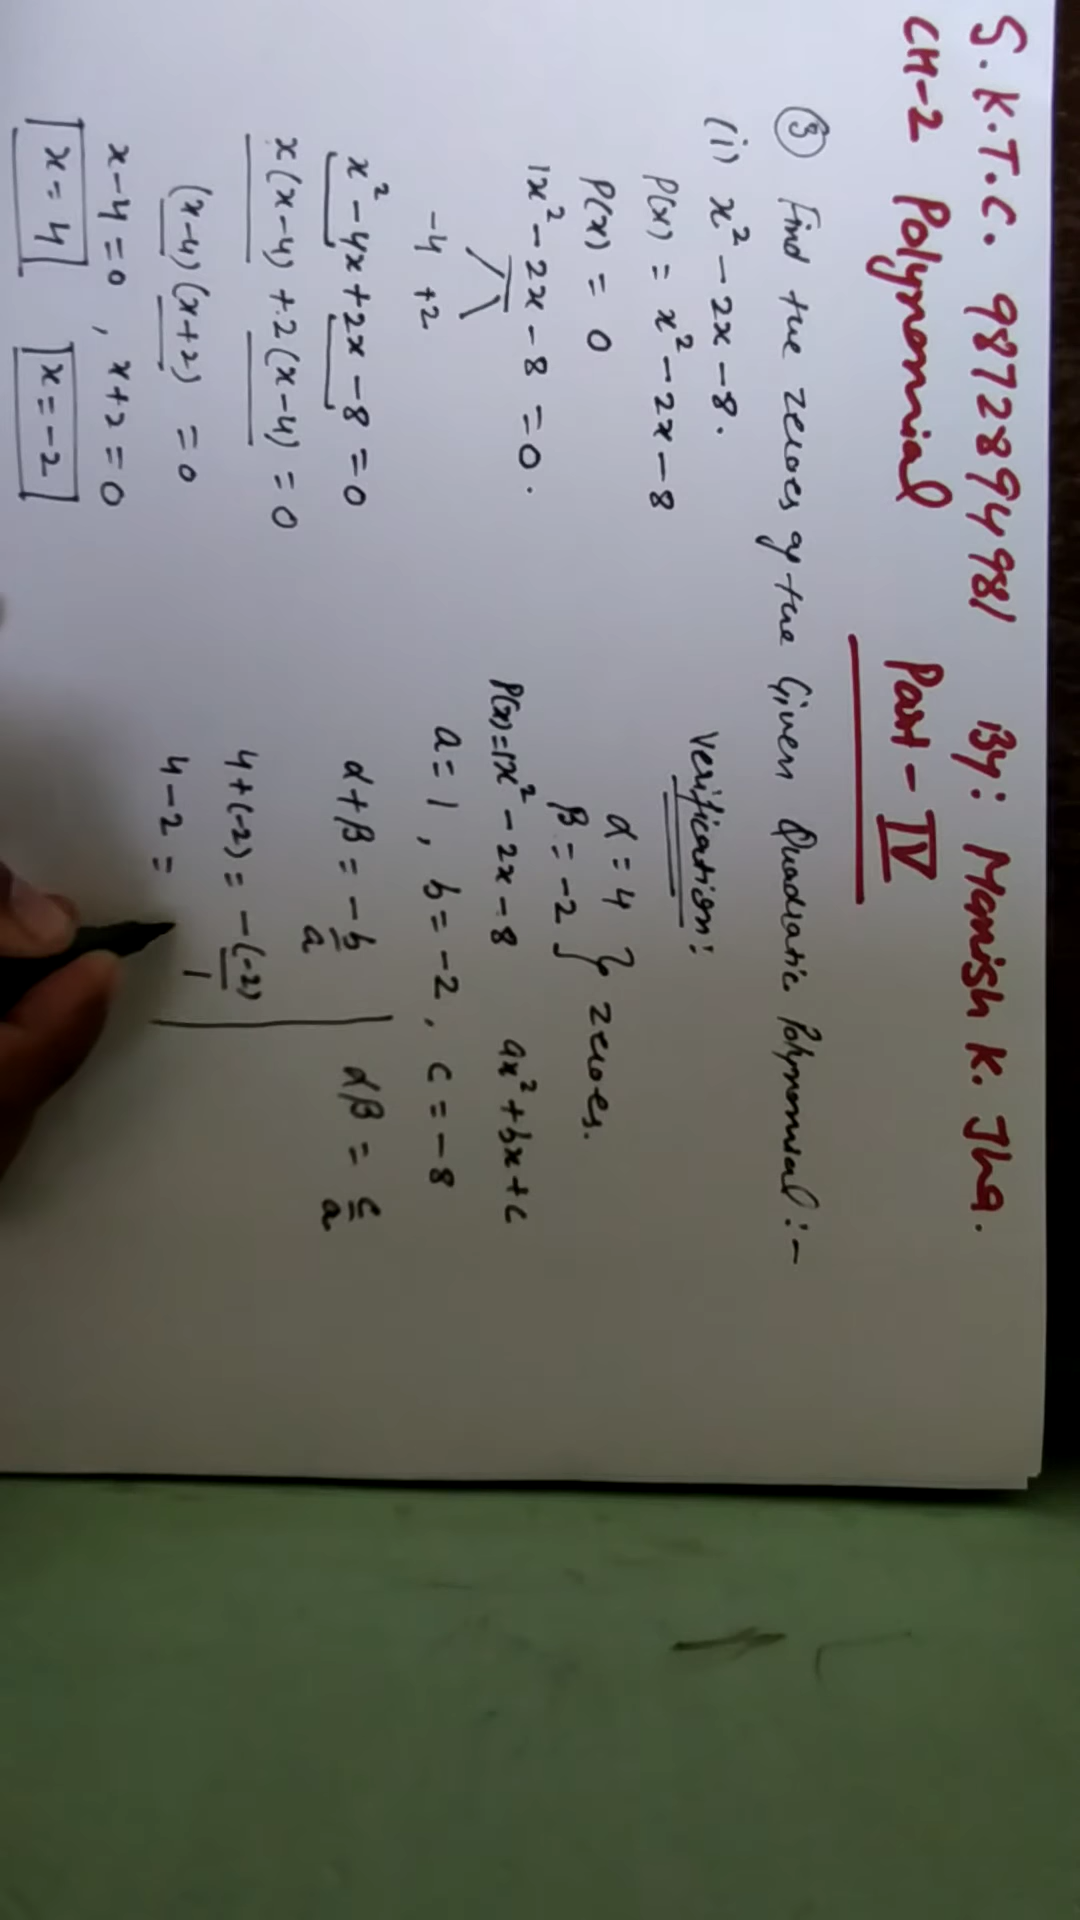 S.K.T.C. 9872894981 By: Manish K. Jha.
CH-2 Polynomial Part - IV
③ Find the zeroes of the Given Quadratic Polynomial :-
(i) x² - 2x - 8.
P(x) = x² - 2x - 8
P(x) = 0
1x² - 2x - 8 = 0.
-4 +2
x² - 4x + 2x - 8 = 0
x(x-4) + 2(x-4) = 0
(x-4)(x+2) = 0
x-4=0 , x+2=0
x = 4 x = -2
Verification:
α = 4
β = -2 } zeroes.
P(x) = 1x² - 2x - 8 ax² + bx + c
a = 1 , b = -2 , c = -8
α+β = -b/a αβ = c/a
4+(-2) = -(-2)/1
4-2 =